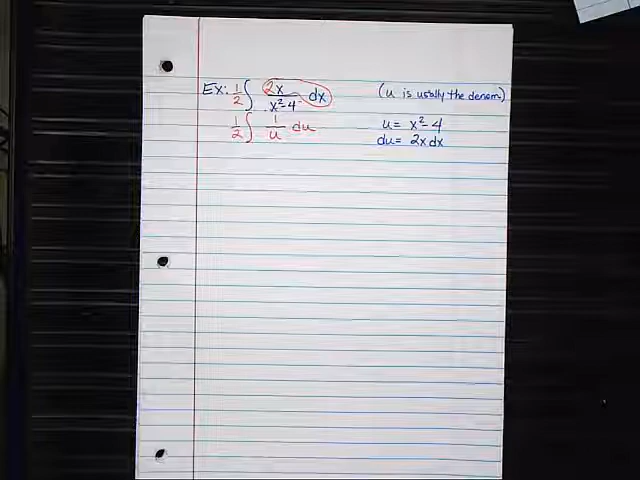 Ex: 1/2 ∫ 2x/(x²-4) dx (u is usually the denom)
1/2 ∫ 1/u du u = x²-4
du = 2x dx